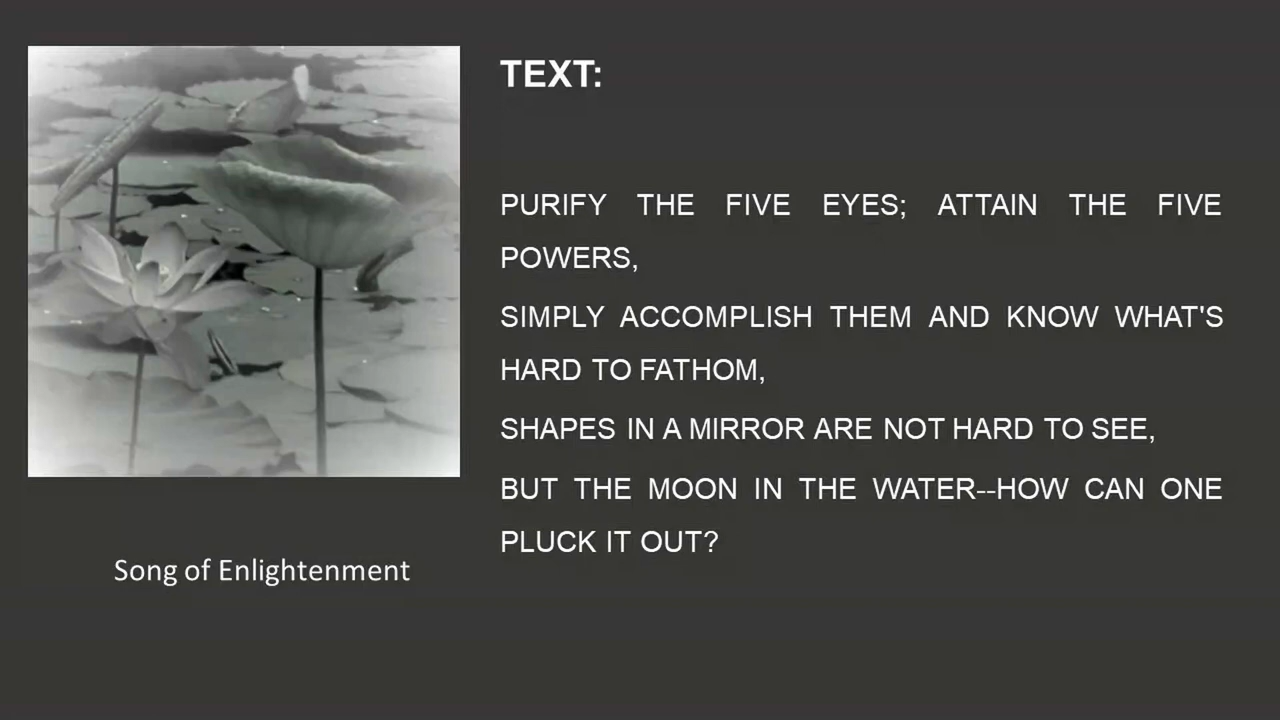 TEXT:
PURIFY THE FIVE EYES; ATTAIN THE FIVE
POWERS,
SIMPLY ACCOMPLISH THEM AND KNOW WHAT'S
HARD TO FATHOM,
SHAPES IN A MIRROR ARE NOT HARD TO SEE,
BUT THE MOON IN THE WATER--HOW CAN ONE
PLUCK IT OUT?
Song of Enlightenment